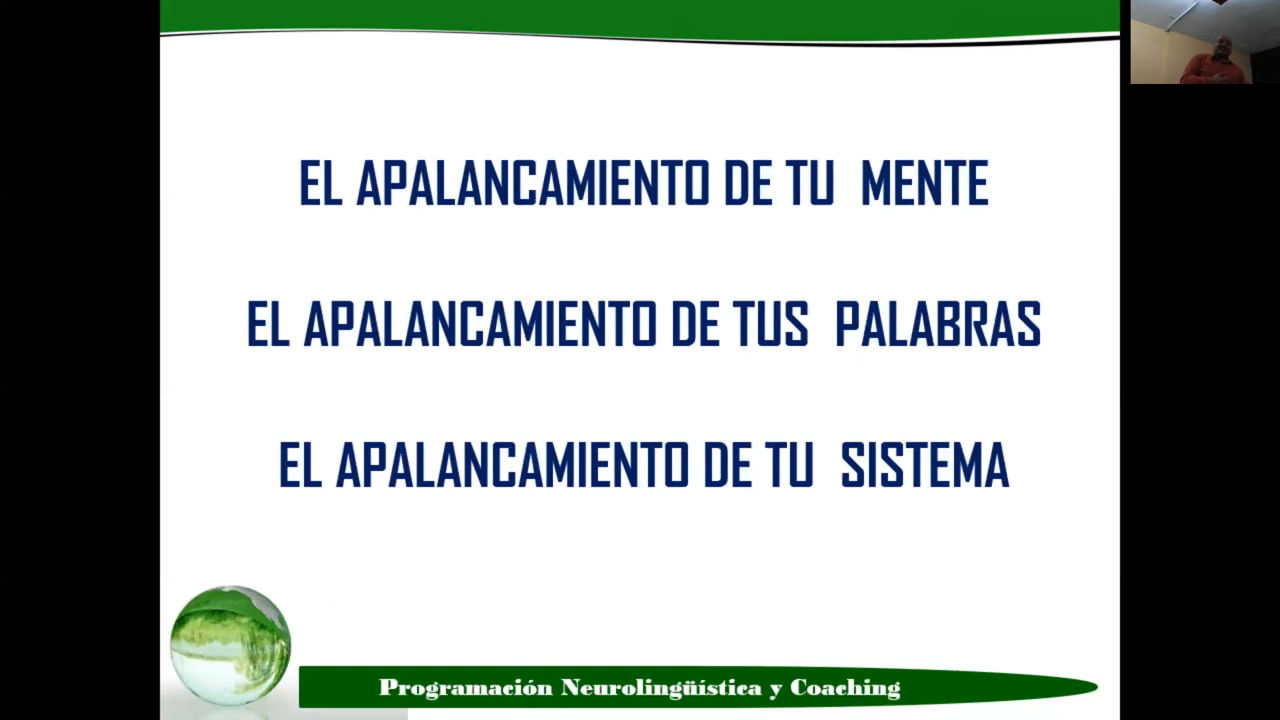 EL APALANCAMIENTO DE TU MENTE
EL APALANCAMIENTO DE TUS PALABRAS
EL APALANCAMIENTO DE TU SISTEMA
Programación Neurolingüística y Coaching